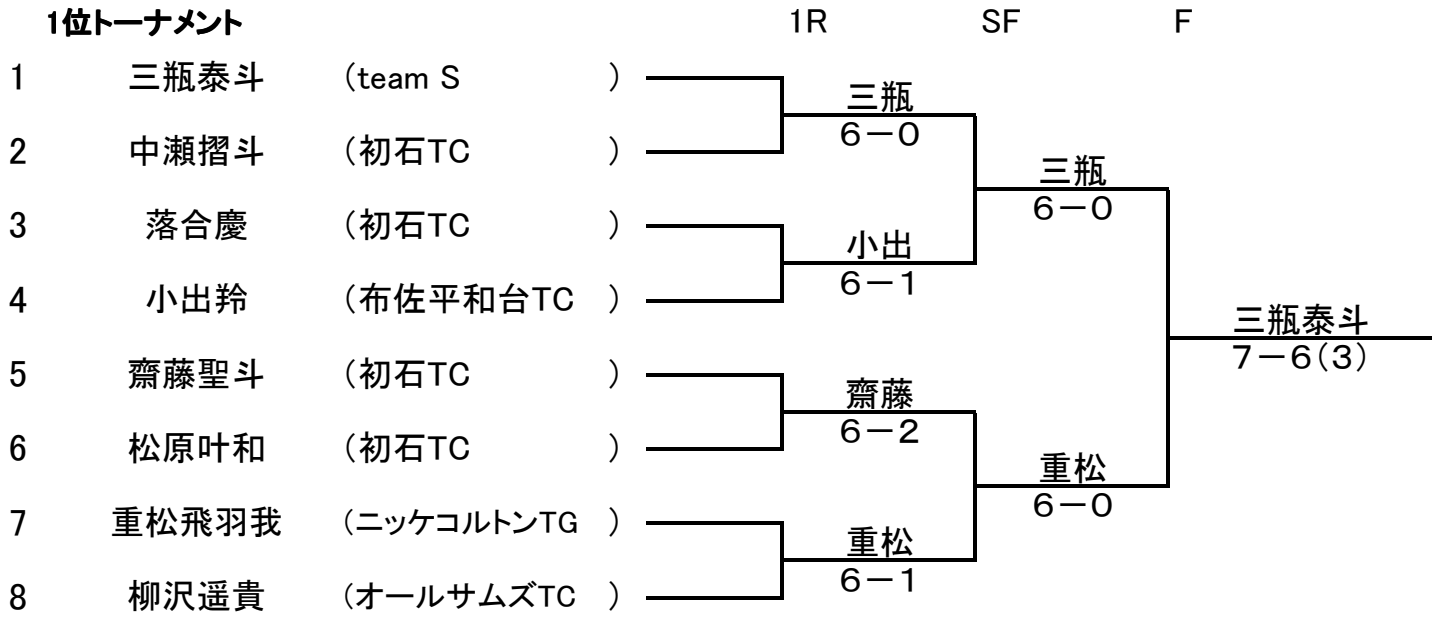 1位トーナメント 1R SF F
1 三瓶泰斗 （team S ）
三瓶
6－0
2 中瀬摺斗 （初石TC ）
三瓶
6－0
3 落合慶 （初石TC ）
小出
6－1
4 小出羚 （布佐平和台TC ）
三瓶泰斗
7－6(3)
5 齋藤聖斗 （初石TC ）
齋藤
6－2
6 松原叶和 （初石TC ）
重松
6－0
7 重松飛羽我 （ニッケコルトンTG ）
重松
6－1
8 柳沢遥貴 （オールサムズTC ）